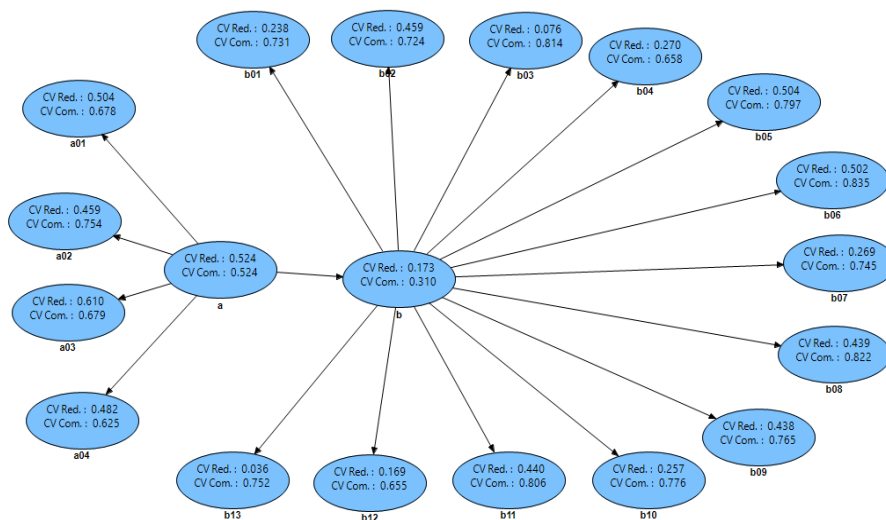 CV Red. : 0.238
CV Com. : 0.731
b01
CV Red. : 0.459
CV Com. : 0.724
b02
CV Red. : 0.076
CV Com. : 0.814
b03
CV Red. : 0.270
CV Com. : 0.658
b04
CV Red. : 0.504
CV Com. : 0.678
a01
CV Red. : 0.504
CV Com. : 0.797
b05
CV Red. : 0.502
CV Com. : 0.835
b06
CV Red. : 0.459
CV Com. : 0.754
a02
CV Red. : 0.524
CV Com. : 0.524
a
CV Red. : 0.173
CV Com. : 0.310
b
CV Red. : 0.269
CV Com. : 0.745
b07
CV Red. : 0.610
CV Com. : 0.679
a03
CV Red. : 0.439
CV Com. : 0.822
b08
CV Red. : 0.482
CV Com. : 0.625
a04
CV Red. : 0.438
CV Com. : 0.765
b09
CV Red. : 0.036
CV Com. : 0.752
b13
CV Red. : 0.169
CV Com. : 0.655
b12
CV Red. : 0.440
CV Com. : 0.806
b11
CV Red. : 0.257
CV Com. : 0.776
b10